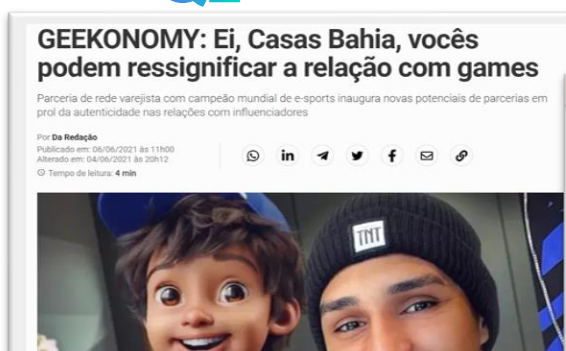 GEEKONOMY: Ei, Casas Bahia, vocês
podem ressignificar a relação com games
Parceria de rede varejista com campeão mundial de e-sports inaugura novas potenciais de parcerias em
prol da autenticidade nas relações com influenciadores
Por Da Redação
Publicado em: 06/06/2021 às 11h00
Alterado em: 04/06/2021 às 20h12
Tempo de leitura: 4 min
TNT